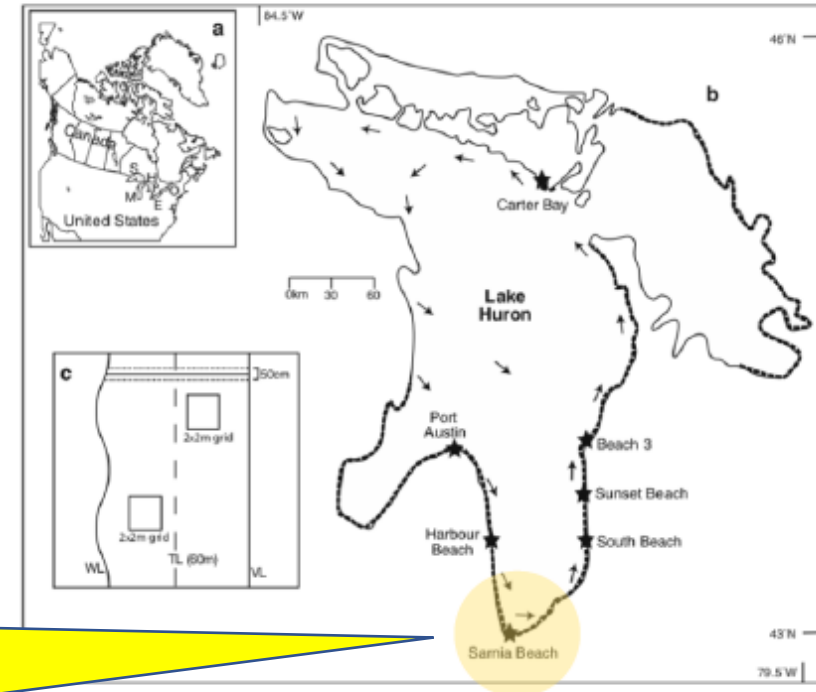 84.5°W
46°N
a
Canada
S
H
M
O
E
United States
b
Carter Bay
0km 30 60
Lake
Huron
c
50cm
2x2m grid
2x2m grid
WL
TL (60m)
VL
Port
Austin
Beach 3
Sunset Beach
Harbour
Beach
South Beach
Sarnia Beach
43°N
79.5°W